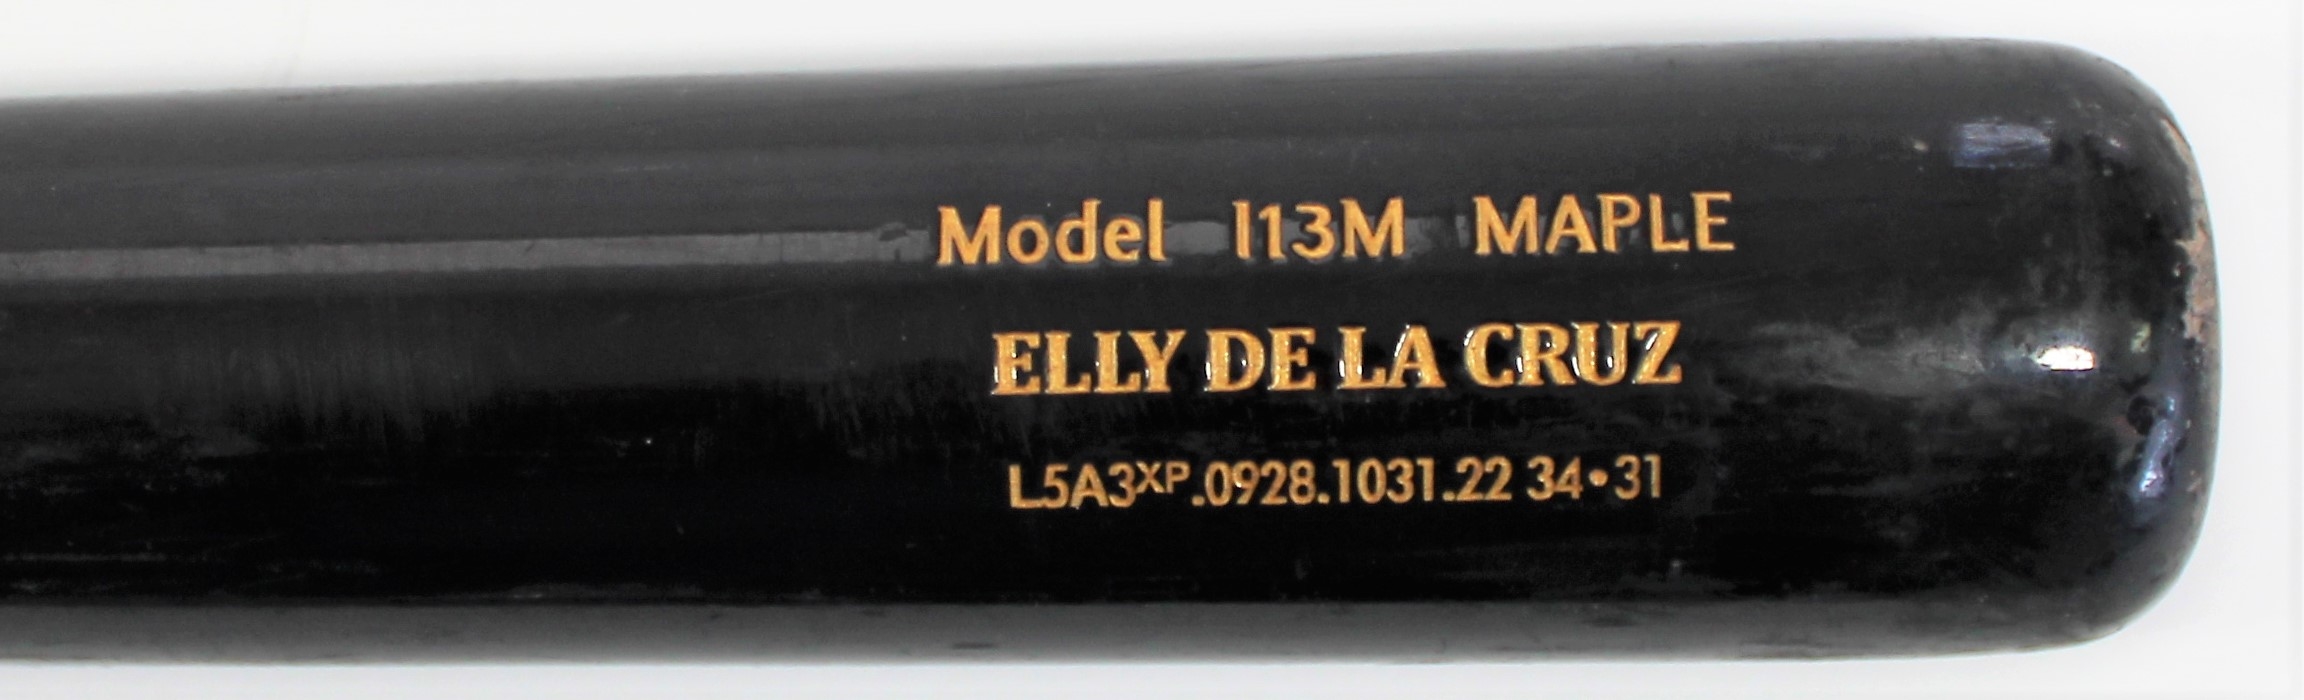 Model I13M MAPLE
ELLY DE LA CRUZ
L5A3XP.0928.1031.22 34•31